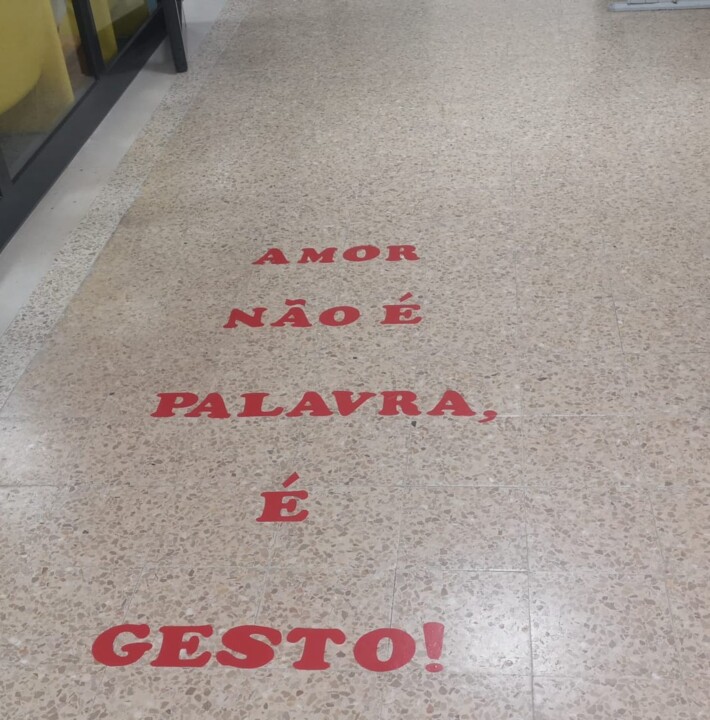 AMOR
NÃO É
PALAVRA,
É
GESTO!